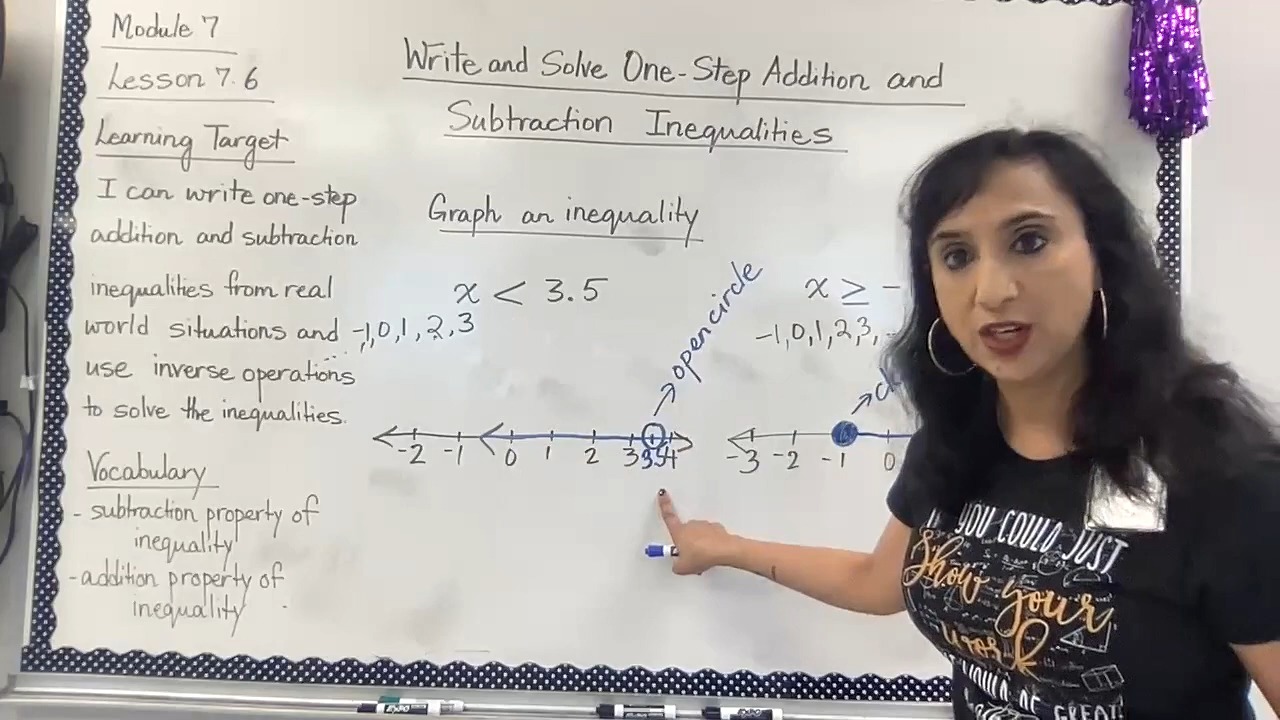 Module 7
Lesson 7.6
Learning Target
I can write one-step
addition and subtraction
inequalities from real
world situations and
use inverse operations
to solve the inequalities.
Vocabulary
- subtraction property of
inequality
- addition property of
inequality
Write and Solve One-Step Addition and
Subtraction Inequalities
Graph an inequality
x < 3.5
-1, 0, 1, 2, 3
open circle
-2 -1 0 1 2 3 3.5 4
x ≥ -
-1, 0, 1, 2, 3,
-3 -2 -1 0
YOU COULD JUST
Show your
work
EXPO
EXPO